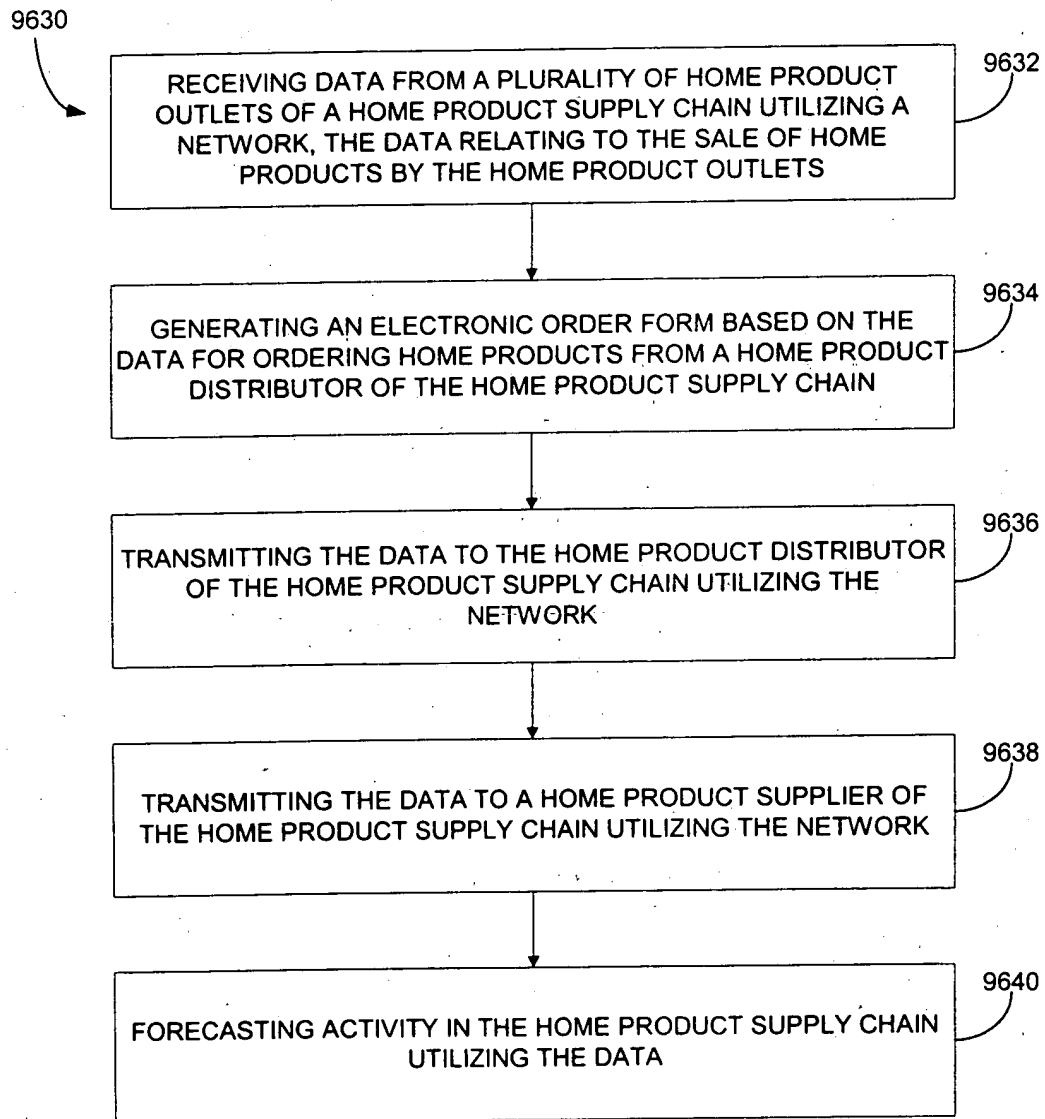 9630
9632
RECEIVING DATA FROM A PLURALITY OF HOME PRODUCT
OUTLETS OF A HOME PRODUCT SUPPLY CHAIN UTILIZING A
NETWORK, THE DATA RELATING TO THE SALE OF HOME
PRODUCTS BY THE HOME PRODUCT OUTLETS
9634
GENERATING AN ELECTRONIC ORDER FORM BASED ON THE
DATA FOR ORDERING HOME PRODUCTS FROM A HOME PRODUCT
DISTRIBUTOR OF THE HOME PRODUCT SUPPLY CHAIN
9636
TRANSMITTING THE DATA TO THE HOME PRODUCT DISTRIBUTOR
OF THE HOME PRODUCT SUPPLY CHAIN UTILIZING THE
NETWORK
9638
TRANSMITTING THE DATA TO A HOME PRODUCT SUPPLIER OF
THE HOME PRODUCT SUPPLY CHAIN UTILIZING THE NETWORK
9640
FORECASTING ACTIVITY IN THE HOME PRODUCT SUPPLY CHAIN
UTILIZING THE DATA